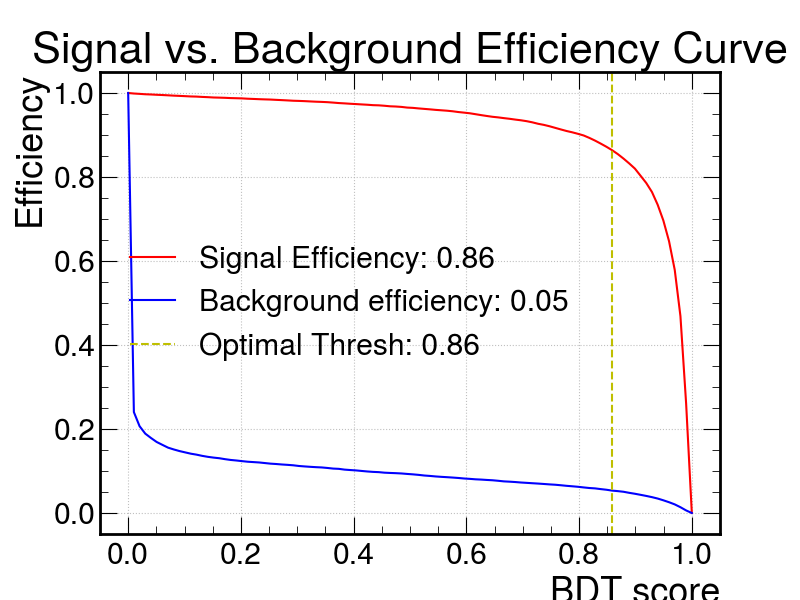 Signal vs. Background Efficiency Curve
Efficiency
1.0
0.8
0.6
0.4
0.2
0.0
Signal Efficiency: 0.86
Background efficiency: 0.05
Optimal Thresh: 0.86
0.0 0.2 0.4 0.6 0.8 1.0
BDT score